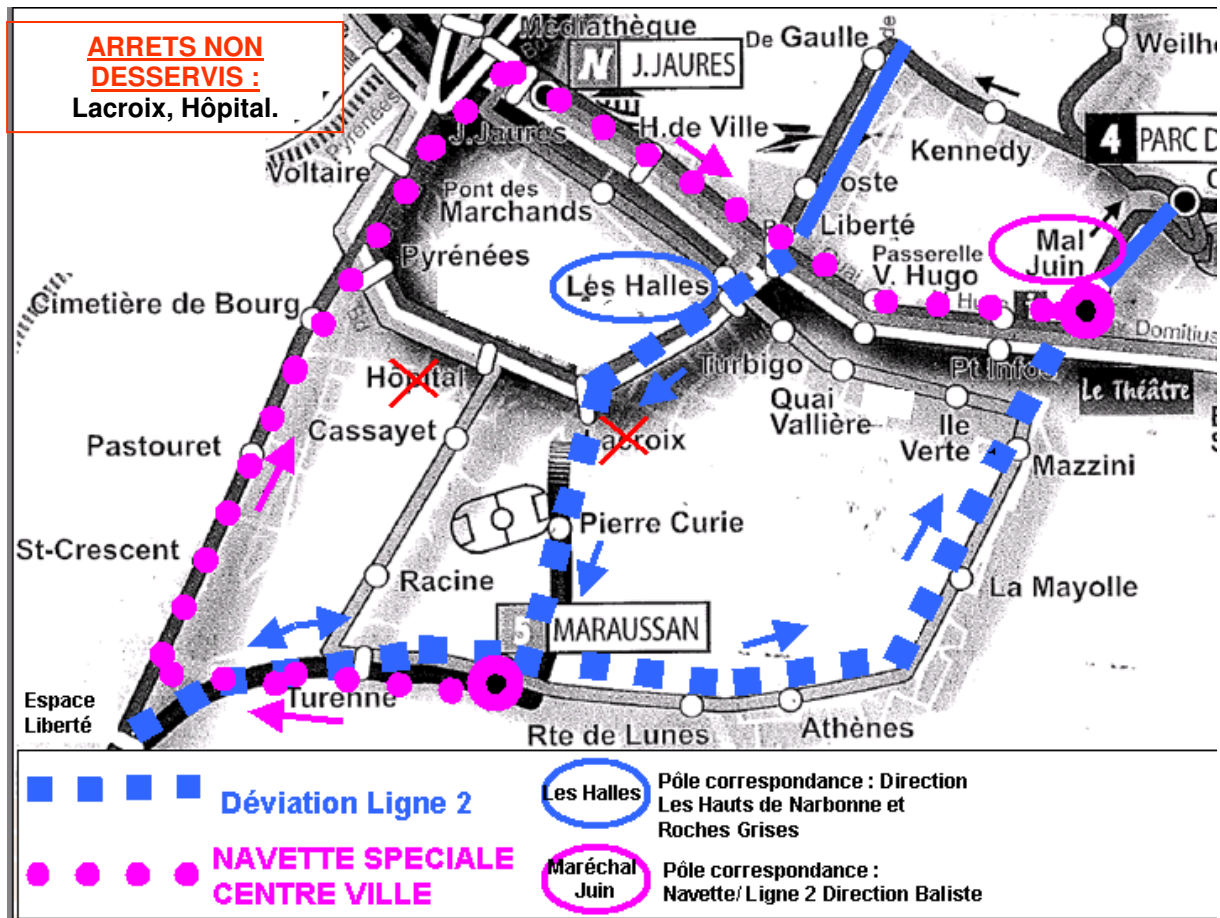 ARRETS NON
DESSERVIS :
Lacroix, Hôpital.
Médiathèque
De Gaulle
Weilh
N J.JAURES
Pyrénées
J.Jaurès
H.de Ville
Kennedy
4 PARC D
Voltaire
Pont des
Marchands
Liberté
Mal
Juin
Pyrénées
Passerelle
V. Hugo
Les Halles
Quai
Cimetière de Bourg
Bd
Domitius
Hôpital
Turbigo
Pt Infos
Le Théâtre
Cassayet
Quai
Vallière
Ile
Verte
Pastouret
Mazzini
Pierre Curie
St-Crescent
Racine
La Mayolle
5 MARAUSSAN
Espace
Liberté
Turenne
Rte de Lunes
Athènes
Déviation Ligne 2
Les Halles
Pôle correspondance : Direction
Les Hauts de Narbonne et
Roches Grises
NAVETTE SPECIALE
CENTRE VILLE
Maréchal
Juin
Pôle correspondance :
Navette/ Ligne 2 Direction Baliste